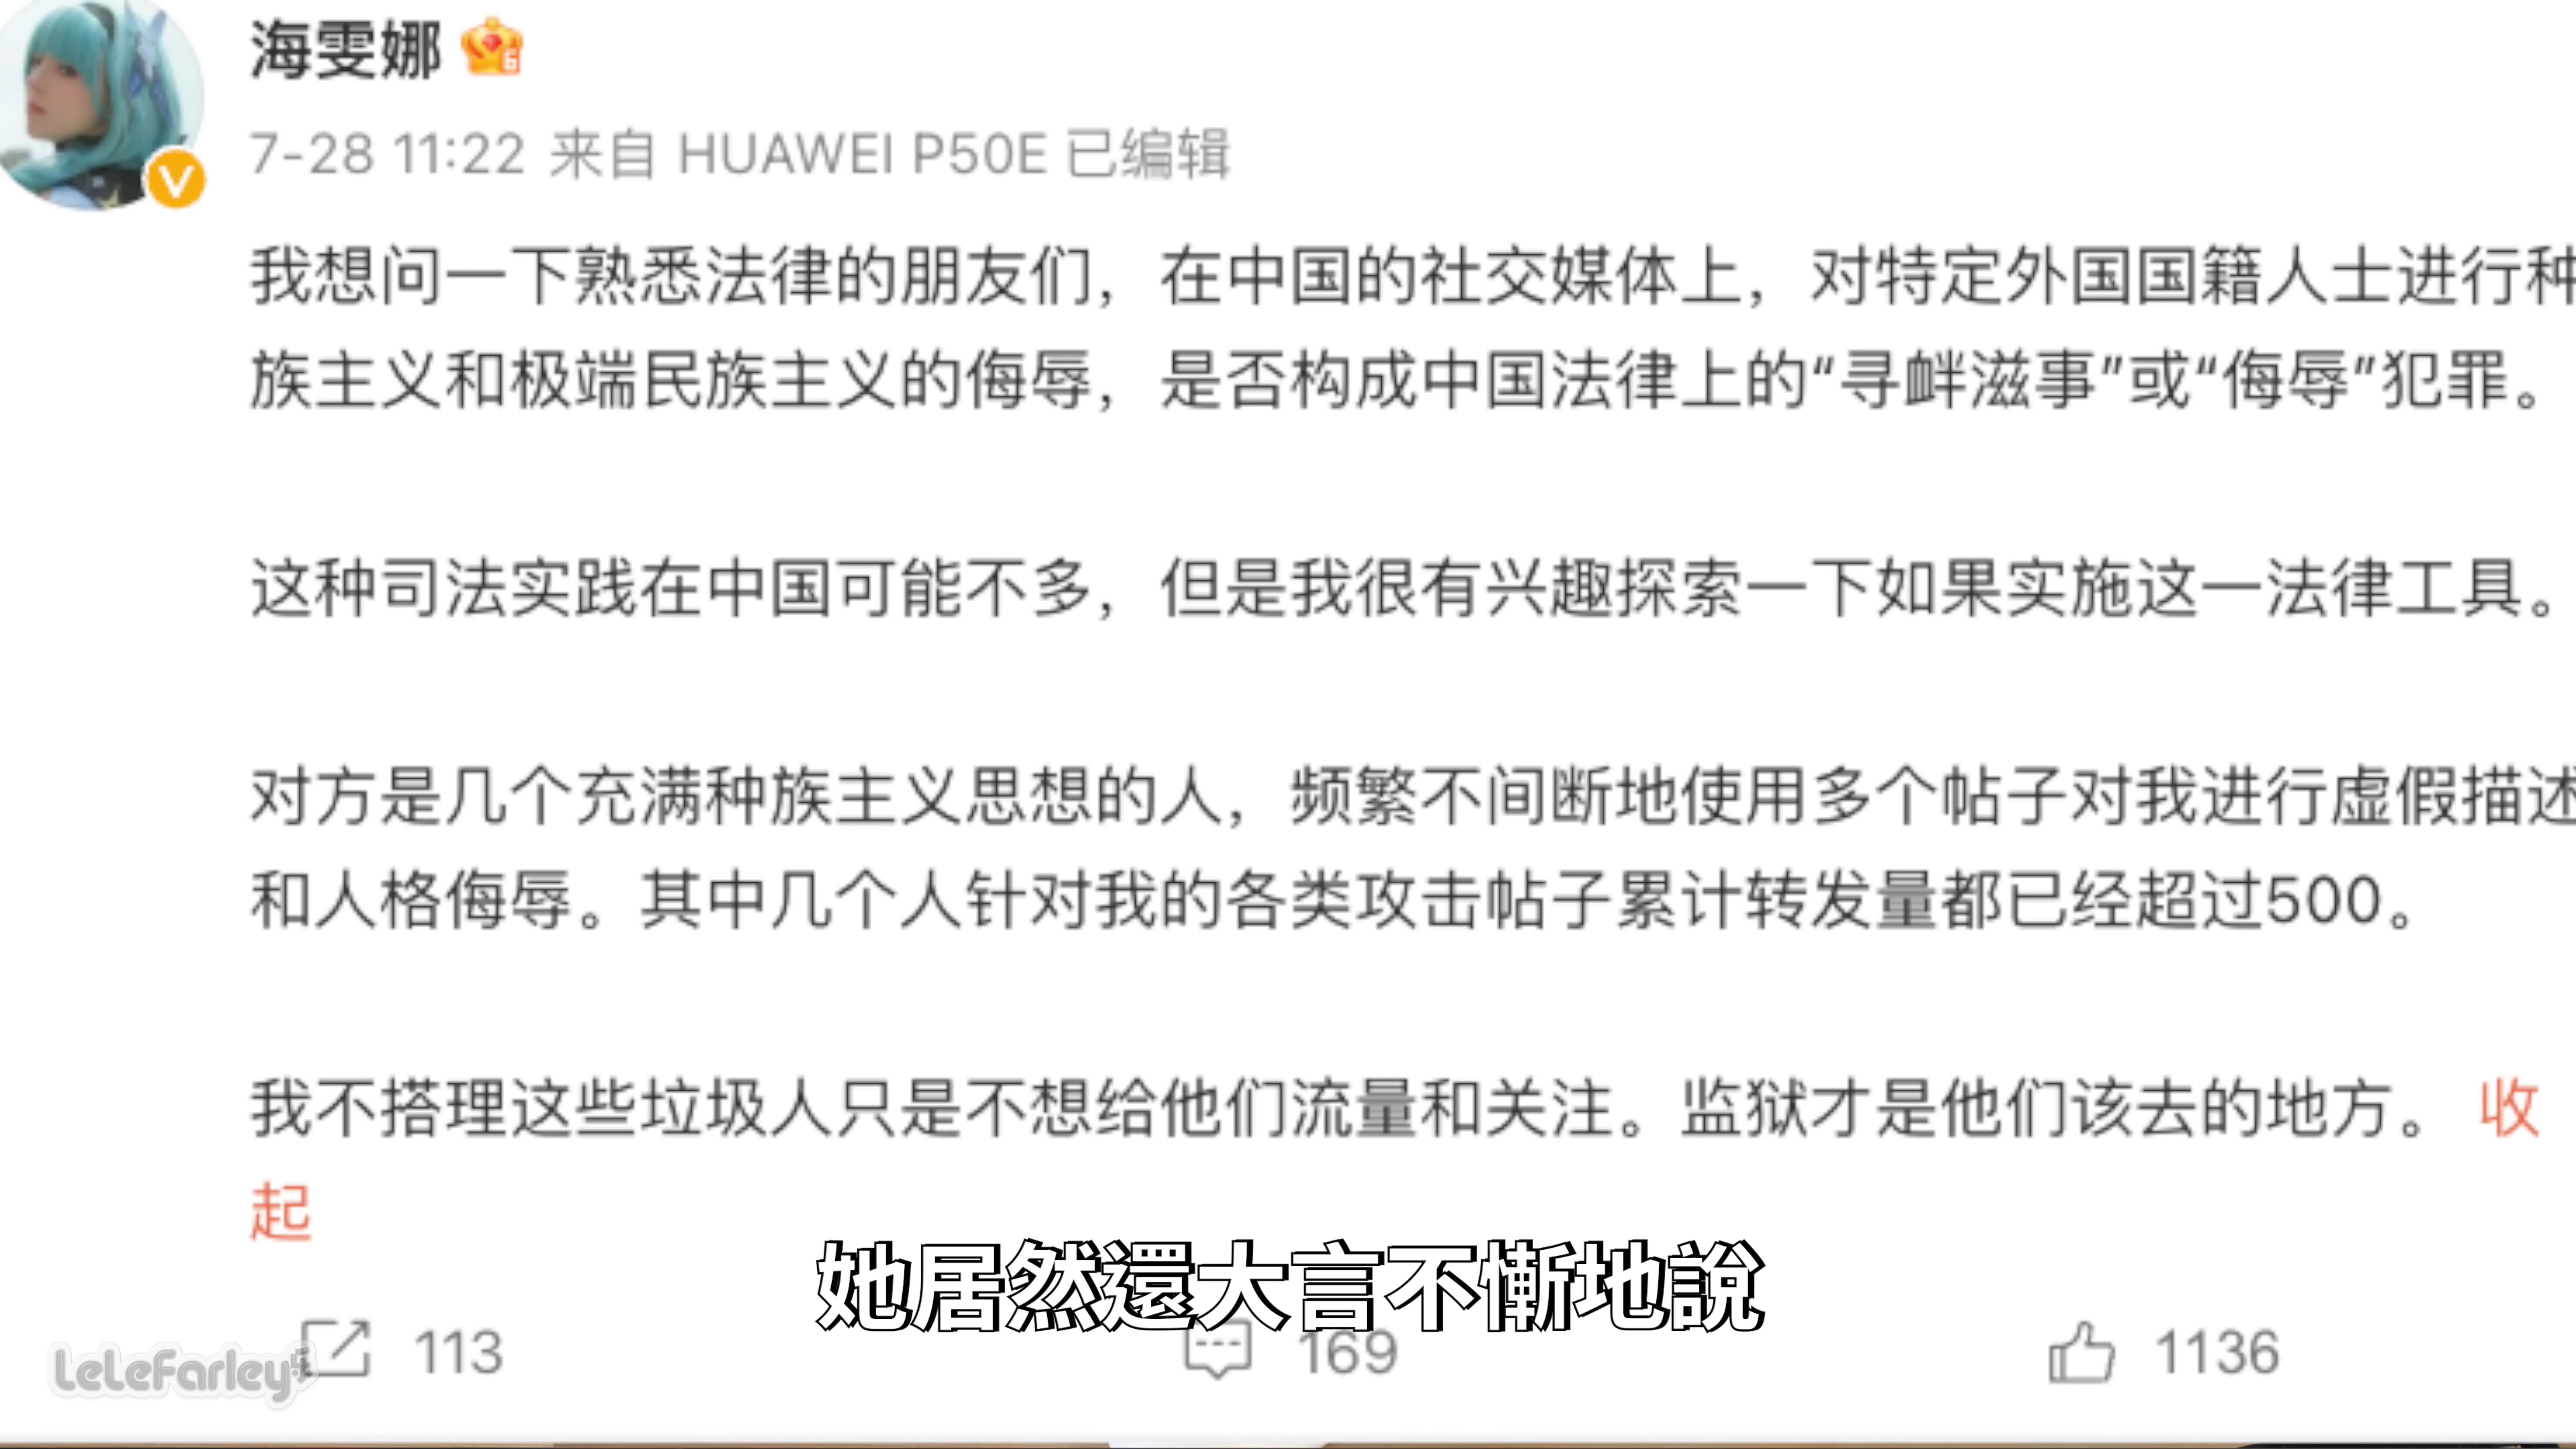 海雯娜
7-28 11:22 来自 HUAWEI P50E 已编辑
我想问一下熟悉法律的朋友们，在中国的社交媒体上，对特定外国国籍人士进行种
族主义和极端民族主义的侮辱，是否构成中国法律上的“寻衅滋事”或“侮辱”犯罪。
这种司法实践在中国可能不多，但是我很有兴趣探索一下如果实施这一法律工具。
对方是几个充满种族主义思想的人，频繁不间断地使用多个帖子对我进行虚假描述
和人格侮辱。其中几个人针对我的各类攻击帖子累计转发量都已经超过500。
我不搭理这些垃圾人只是不想给他们流量和关注。监狱才是他们该去的地方。 收
起
她居然還大言不慚地說
113 169 1136
LeLeFarley